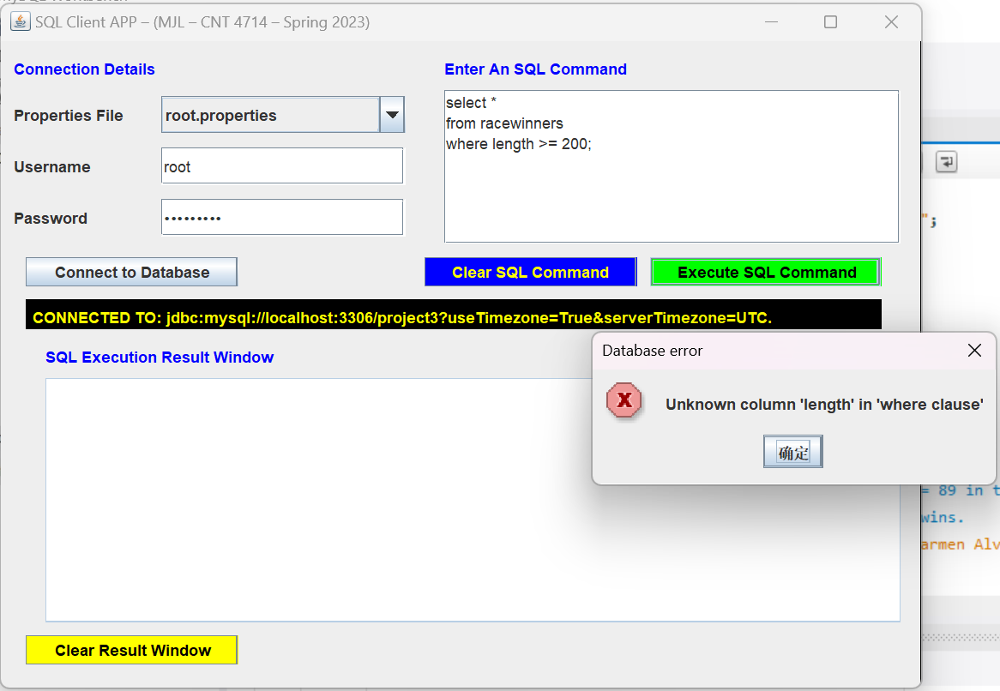 SQL Client APP – (MJL – CNT 4714 – Spring 2023)
Connection Details
Enter An SQL Command
Properties File
root.properties
select *
from racewinners
where length >= 200;
Username
root
Password
•••••••••
Connect to Database
Clear SQL Command
Execute SQL Command
";
CONNECTED TO: jdbc:mysql://localhost:3306/project3?useTimezone=True&serverTimezone=UTC.
SQL Execution Result Window
Database error
Unknown column 'length' in 'where clause'
确定
= 89 in t
wins.
armen Alv
Clear Result Window